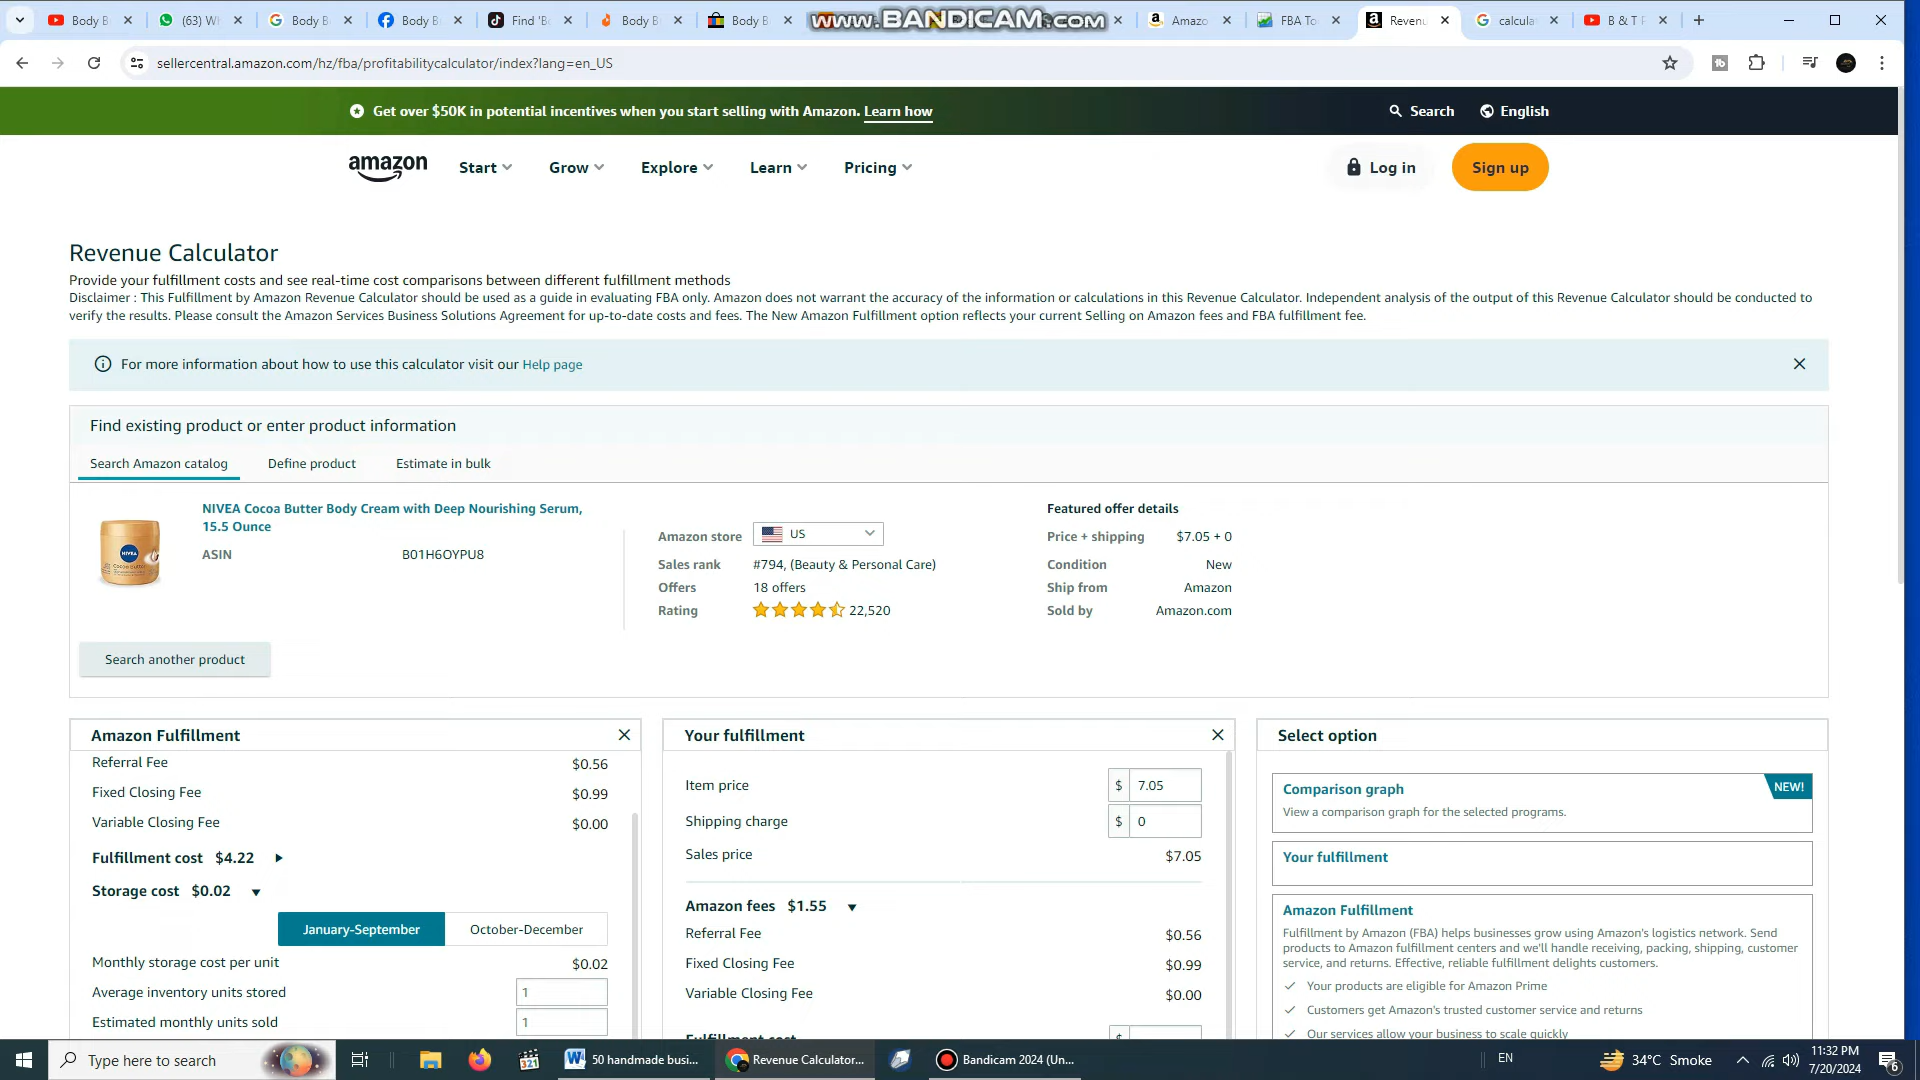 Body B
(63) W
Body B
Body B
Find 'B
Body B
Body B
www.BANDICAM.com
Amazo
FBA To
Revenu
calcula
B & T F
sellercentral.amazon.com/hz/fba/profitabilitycalculator/index?lang=en_US
Get over $50K in potential incentives when you start selling with Amazon. Learn how
Search
English
amazon
Start
Grow
Explore
Learn
Pricing
Log in
Sign up
Revenue Calculator
Provide your fulfillment costs and see real-time cost comparisons between different fulfillment methods
Disclaimer : This Fulfillment by Amazon Revenue Calculator should be used as a guide in evaluating FBA only. Amazon does not warrant the accuracy of the information or calculations in this Revenue Calculator. Independent analysis of the output of this Revenue Calculator should be conducted to
verify the results. Please consult the Amazon Services Business Solutions Agreement for up-to-date costs and fees. The New Amazon Fulfillment option reflects your current Selling on Amazon fees and FBA fulfillment fee.
For more information about how to use this calculator visit our Help page
Find existing product or enter product information
Search Amazon catalog
Define product
Estimate in bulk
NIVEA
NIVEA Cocoa Butter Body Cream with Deep Nourishing Serum,
15.5 Ounce
ASIN B01H6OYPU8
Amazon store US
Sales rank #794, (Beauty & Personal Care)
Offers 18 offers
Rating 22,520
Featured offer details
Price + shipping $7.05 + 0
Condition New
Ship from Amazon
Sold by Amazon.com
Search another product
Amazon Fulfillment
Referral Fee $0.56
Fixed Closing Fee $0.99
Variable Closing Fee $0.00
Fulfillment cost $4.22
Storage cost $0.02
January-September
October-December
Monthly storage cost per unit $0.02
Average inventory units stored 1
Estimated monthly units sold 1
Your fulfillment
Item price $ 7.05
Shipping charge $ 0
Sales price $7.05
Amazon fees $1.55
Referral Fee $0.56
Fixed Closing Fee $0.99
Variable Closing Fee $0.00
Fulfillment cost $
Select option
Comparison graph
NEW!
View a comparison graph for the selected programs.
Your fulfillment
Amazon Fulfillment
Fulfillment by Amazon (FBA) helps businesses grow using Amazon's logistics network. Send
products to Amazon fulfillment centers and we'll handle receiving, packing, shipping, customer
service, and returns. Effective, reliable fulfillment delights customers.
Your products are eligible for Amazon Prime
Customers get Amazon's trusted customer service and returns
Our services allow your business to scale quickly
Type here to search
50 handmade busi...
Revenue Calculator...
Bandicam 2024 (Un...
EN
34°C Smoke
11:32 PM
7/20/2024
6